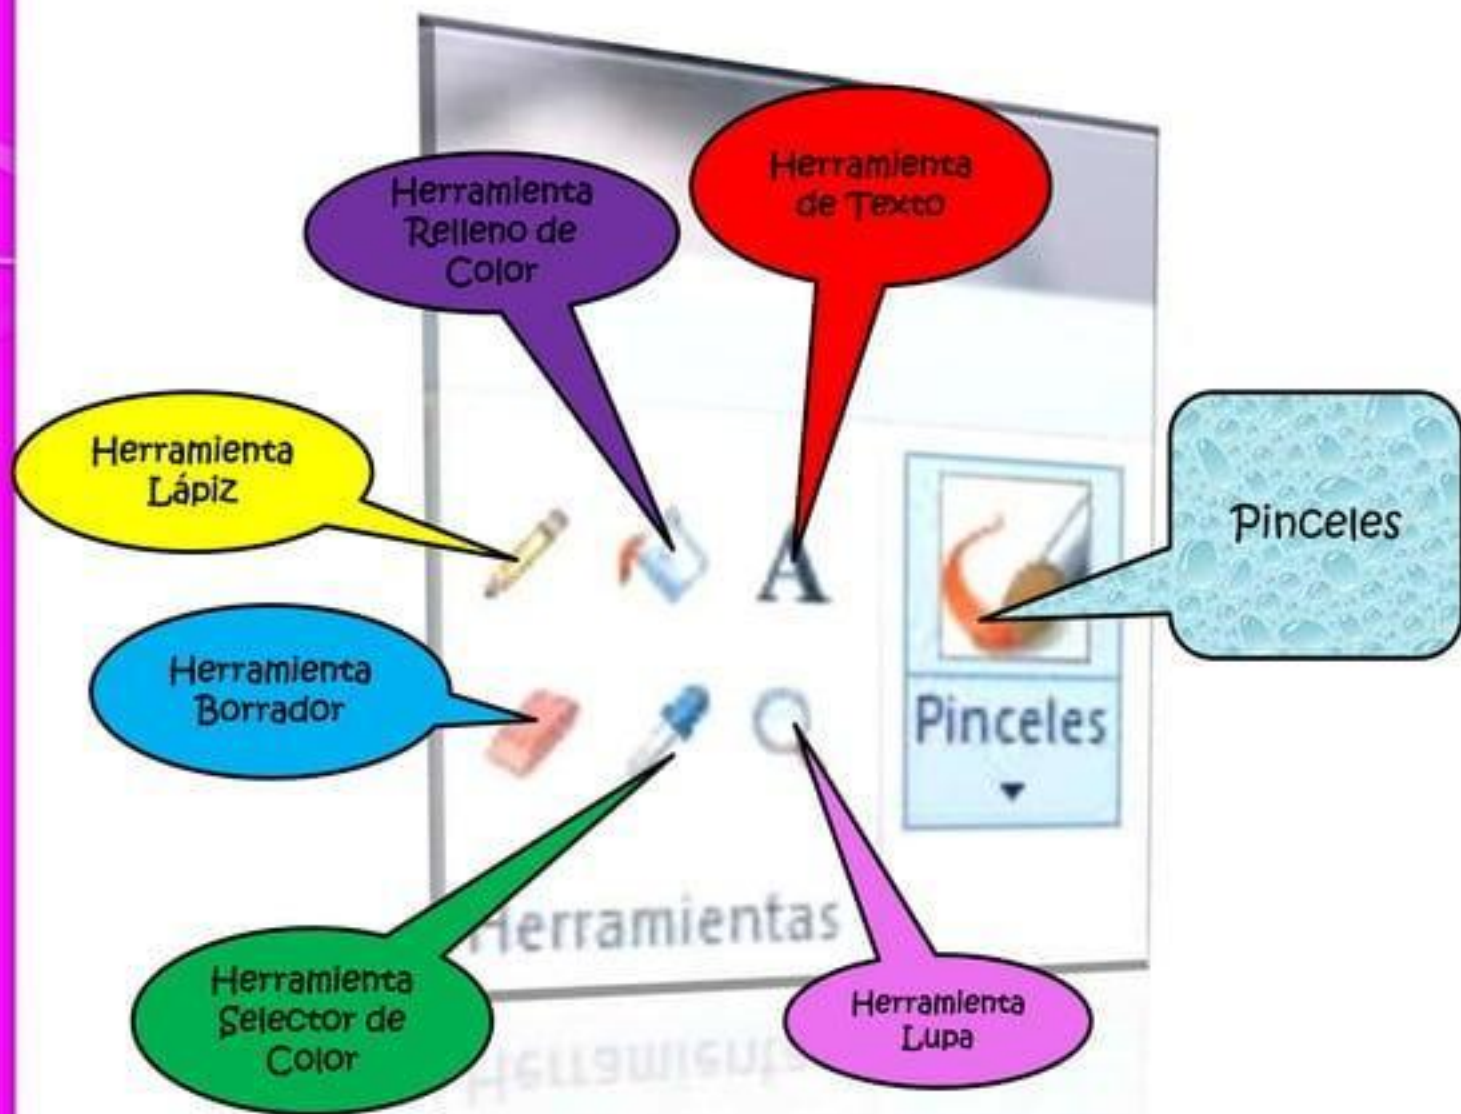 Herramienta
de Texto
Herramienta
Relleno de
Color
Herramienta
Lápiz
Pinceles
Herramienta
Borrador
Pinceles
Herramientas
Herramienta
Selector de
Color
Herramienta
Lupa